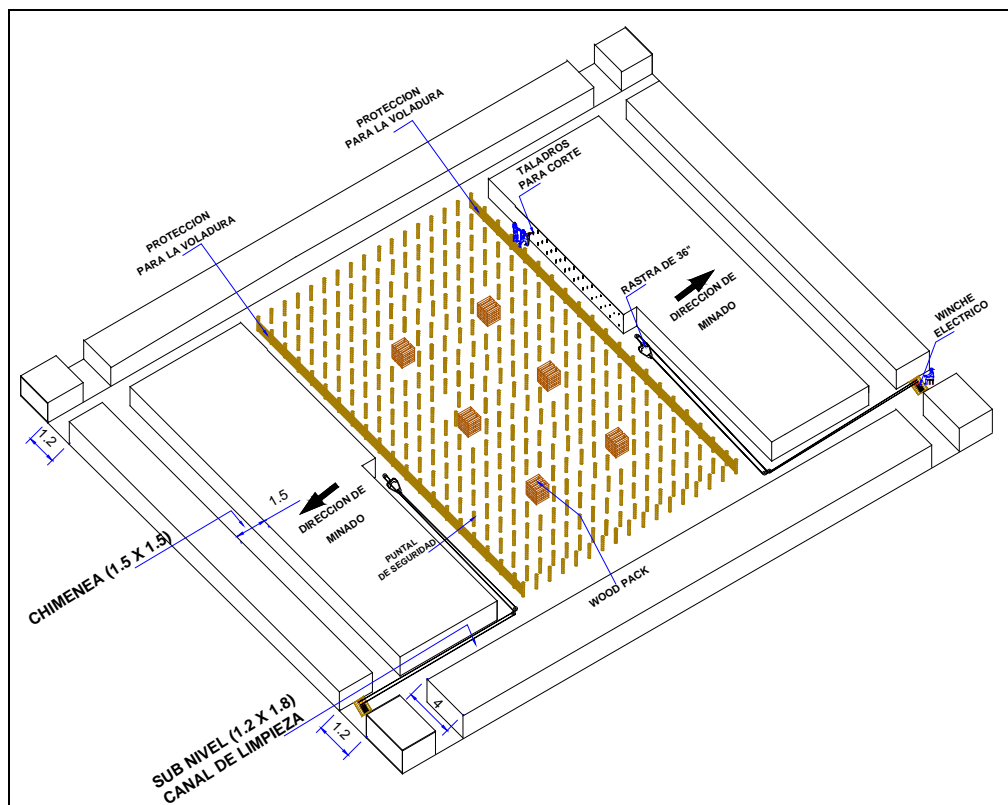 PROTECCION
PARA LA VOLADURA
TALADROS
PARA CORTE
PROTECCION
PARA LA VOLADURA
RASTRA DE 36"
DIRECCION DE
MINADO
WINCHE
ELECTRICO
1.2
1.5
DIRECCION DE
MINADO
PUNTAL
DE SEGURIDAD
WOOD PACK
CHIMENEA (1.5 X 1.5)
4
1.2
SUB NIVEL (1.2 X 1.8)
CANAL DE LIMPIEZA